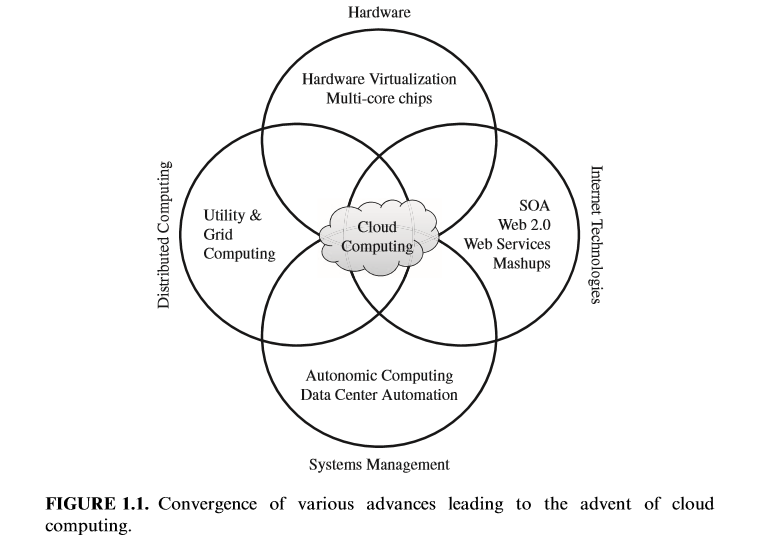 Hardware
Hardware Virtualization
Multi-core chips
Distributed Computing
Utility &
Grid
Computing
Cloud
Computing
SOA
Web 2.0
Web Services
Mashups
Internet Technologies
Autonomic Computing
Data Center Automation
Systems Management
FIGURE 1.1. Convergence of various advances leading to the advent of cloud
computing.